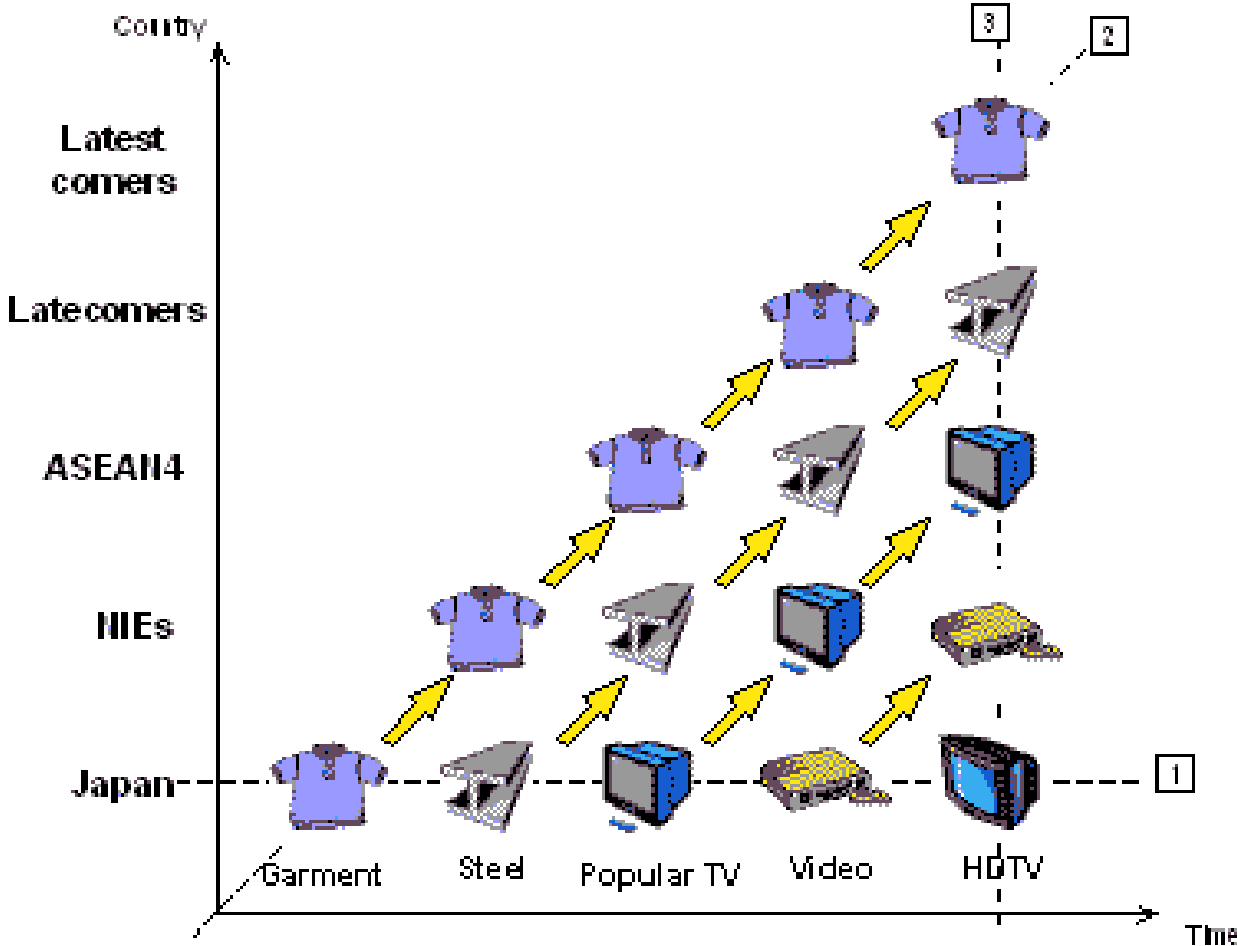 Country
3
2
Latest
comers
Latecomers
ASEAN4
NIEs
Japan
1
Garment
Steel
Popular TV
Video
HDTV
Time